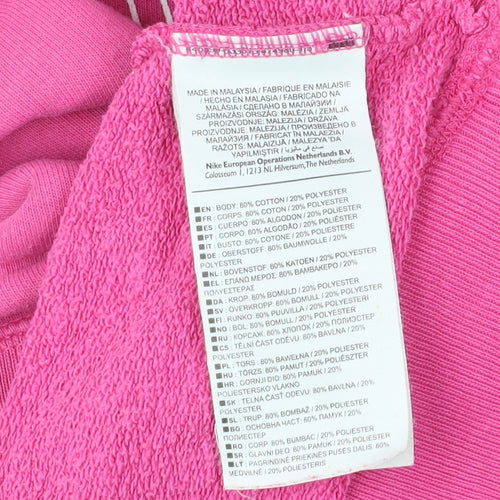 MADE IN MALAYSIA / FABRIQUE EN MALAISIE
/ HECHO EN MALASIA / FABRICADO NA
MALÁSIA / СДЕЛАНО В МАЛАЙЗИИ /
SZÁRMAZÁSI ORSZÁG: MALÉZIA / ZEMLJA
PROIZVODNJE: MALEZIJA / DRŽAVA
PROIZVODNJE: MALEZIJA / ПРОИЗВЕДЕНО В
МАЛАЗИЯ / FABRICAT ÎN MALAEZIA /
RAŽOTS: MALAIZIJĀ / MALEZYA'DA
YAPILMIŞTIR / صنع في ماليزيا
Nike European Operations Netherlands B.V.
Colosseum 1, 1213 NL Hilversum, The Netherlands
EN: BODY: 80% COTTON / 20% POLYESTER
FR: CORPS: 80% COTON / 20% POLYESTER
ES: CUERPO: 80% ALGODON / 20% POLIÉSTER
PT: CORPO: 80% ALGODÃO / 20% POLIÉSTER
IT: BUSTO: 80% COTONE / 20% POLIESTERE
DE: OBERSTOFF: 80% BAUMWOLLE / 20%
POLYESTER
NL: BOVENSTOF: 80% KATOEN / 20% POLYESTER
EL: ΕΠΑΝΩ ΜΕΡΟΣ: 80% ΒΑΜΒΑΚΕΡΟ / 20%
ΠΟΛΥΕΣΤΕΡΑΣ
DA: KROP: 80% BOMULD / 20% POLYESTER
SV: ÖVERKROPP: 80% BOMULL / 20% POLYESTER
FI: RUNKO: 80% PUUVILLA / 20% POLYESTERI
NO: BOL: 80% BOMULL / 20% POLYESTER
RU: КОРСАЖ: 80% ХЛОПОК / 20% ПОЛИЭСТЕР
CS: TĚLNÍ ČÁST ODĚVU: 80% BAVLNA / 20%
POLYESTER
PL: TORS: 80% BAWEŁNA / 20% POLIESTER
HU: TÖRZS: 80% PAMUT / 20% POLIÉSZTER
HR: GORNJI DIO: 80% PAMUK / 20%
POLIESTERSKO VLAKNO
SK: TELNÁ ČASŤ ODEVU: 80% BAVLNA / 20%
POLYESTER
SL: TRUP: 80% BOMBAŽ / 20% POLIESTER
BG: ОСНОВНА ЧАСТ: 80% ПАМУК / 20%
ПОЛИЕСТЕР
RO: CORP: 80% BUMBAC / 20% POLIESTER
SR: GLAVNI DEO: 80% PAMUK / 20% POLIESTER
LT: PAGRINDINĖ PRIEKINĖS PUSĖS DALIS: 80%
MEDVILNĖ / 20% POLIESTERIS